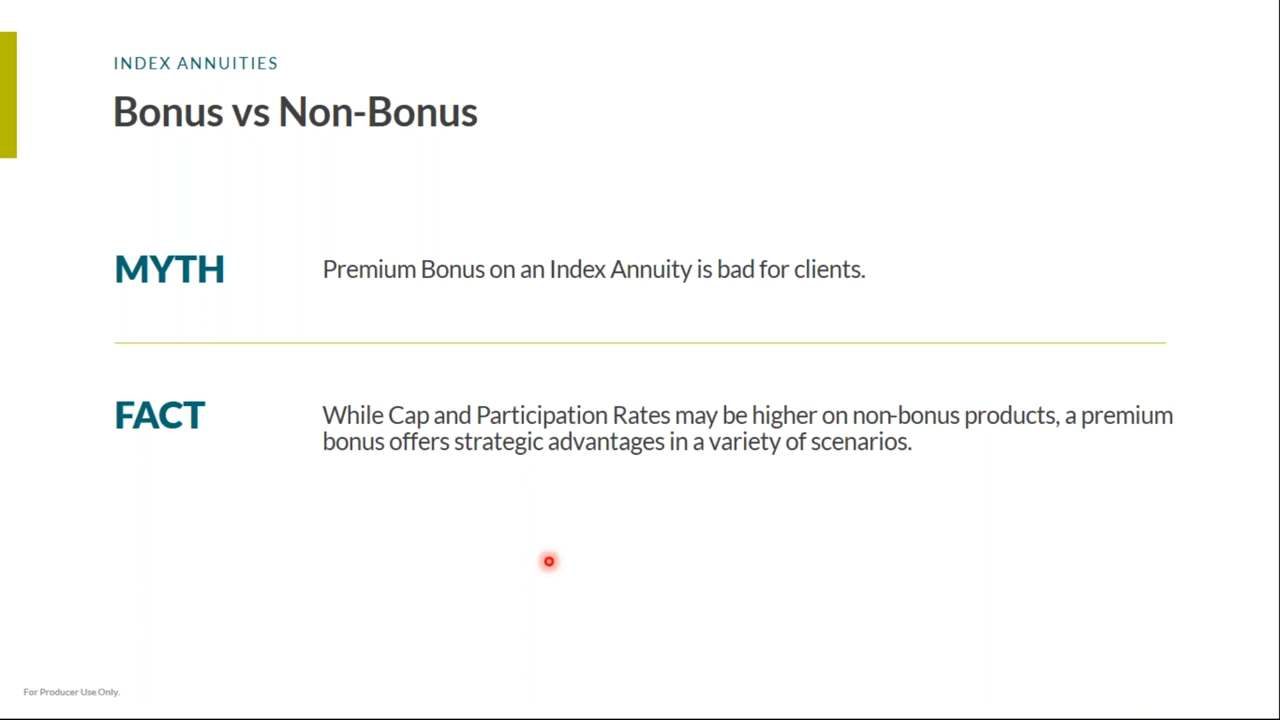 INDEX ANNUITIES
Bonus vs Non-Bonus
MYTH
Premium Bonus on an Index Annuity is bad for clients.
FACT
While Cap and Participation Rates may be higher on non-bonus products, a premium
bonus offers strategic advantages in a variety of scenarios.
For Producer Use Only.